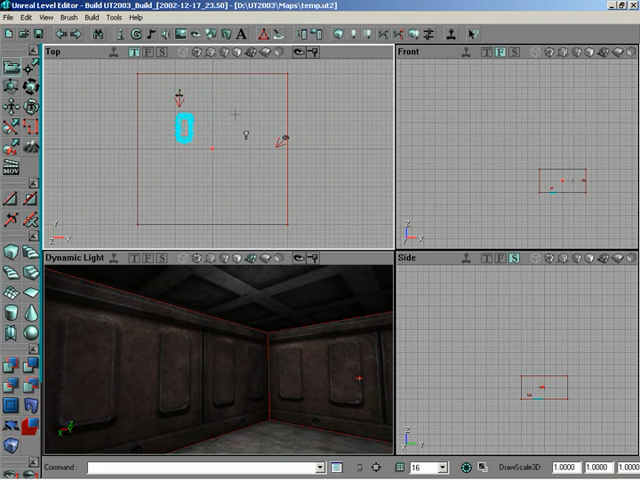 Unreal Level Editor - Build UT2003_Build_[2002-12-17_23.50] - [D:\UT2003\Maps\temp.ut2]
File Edit View Brush Build Tools Help
Top T F S
Front T F S
X Y Z
Dynamic Light T F S
Side T F S
MOV
Command :
16
DrawScale3D: 1.0000 1.0000 1.0000